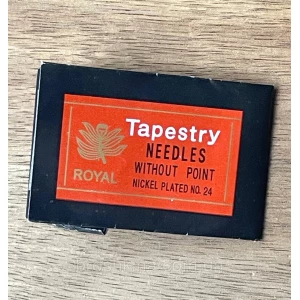 Tapestry
NEEDLES
WITHOUT POINT
NICKEL PLATED NO. 24
ROYAL